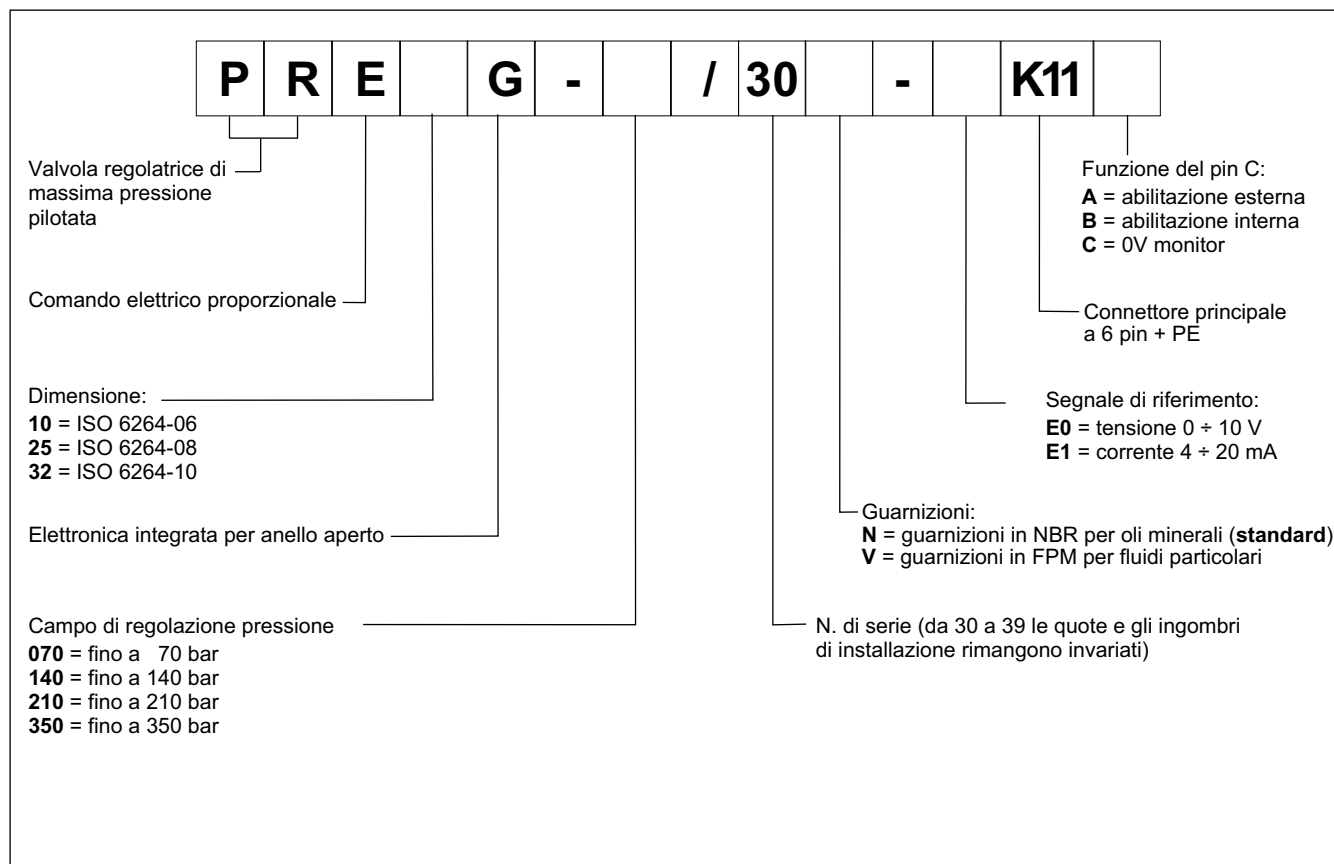 P R E G - / 30 - K11
Valvola regolatrice di
massima pressione
pilotata
Comando elettrico proporzionale
Dimensione:
10 = ISO 6264-06
25 = ISO 6264-08
32 = ISO 6264-10
Elettronica integrata per anello aperto
Campo di regolazione pressione
070 = fino a 70 bar
140 = fino a 140 bar
210 = fino a 210 bar
350 = fino a 350 bar
Funzione del pin C:
A = abilitazione esterna
B = abilitazione interna
C = 0V monitor
Connettore principale
a 6 pin + PE
Segnale di riferimento:
E0 = tensione 0 ÷ 10 V
E1 = corrente 4 ÷ 20 mA
Guarnizioni:
N = guarnizioni in NBR per oli minerali (standard)
V = guarnizioni in FPM per fluidi particolari
N. di serie (da 30 a 39 le quote e gli ingombri
di installazione rimangono invariati)